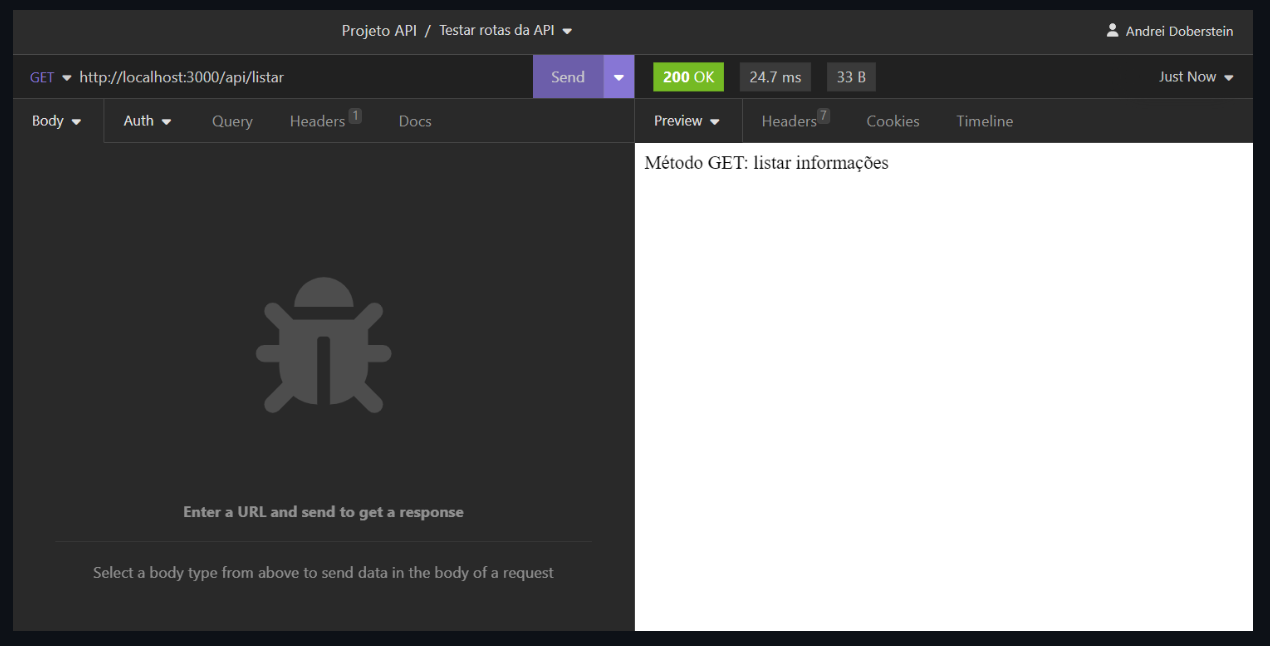 Projeto API / Testar rotas da API
Andrei Doberstein
GET http://localhost:3000/api/listar
Send
200 OK
24.7 ms
33 B
Just Now
Body
Auth
Query
Headers 1
Docs
Preview
Headers 7
Cookies
Timeline
Método GET: listar informações
Enter a URL and send to get a response
Select a body type from above to send data in the body of a request